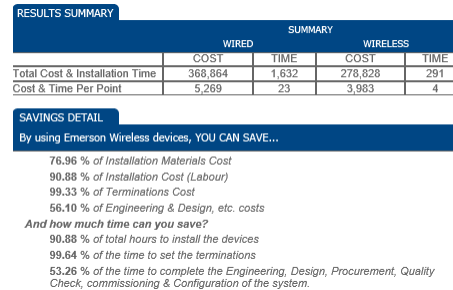 RESULTS SUMMARY
SUMMARY
WIRED WIRELESS
COST TIME COST TIME
Total Cost & Installation Time 368,864 1,632 278,828 291
Cost & Time Per Point 5,269 23 3,983 4
SAVINGS DETAIL
By using Emerson Wireless devices, YOU CAN SAVE...
76.96 % of Installation Materials Cost
90.88 % of Installation Cost (Labour)
99.33 % of Terminations Cost
56.10 % of Engineering & Design, etc. costs
And how much time can you save?
90.88 % of total hours to install the devices
99.64 % of the time to set the terminations
53.26 % of the time to complete the Engineering, Design, Procurement, Quality
Check, commissioning & Configuration of the system.